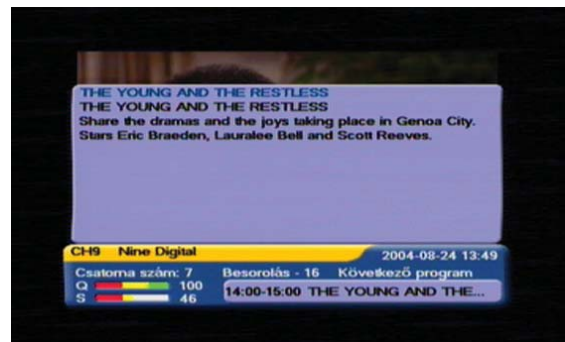 THE YOUNG AND THE RESTLESS
THE YOUNG AND THE RESTLESS
Share the dramas and the joys taking place in Genoa City.
Stars Eric Braeden, Lauralee Bell and Scott Reeves.
CH9 Nine Digital 2004-08-24 13:49
Csatorna szám: 7 Besorolás - 16 Következő program
Q 100
S 46
14:00-15:00 THE YOUNG AND THE...